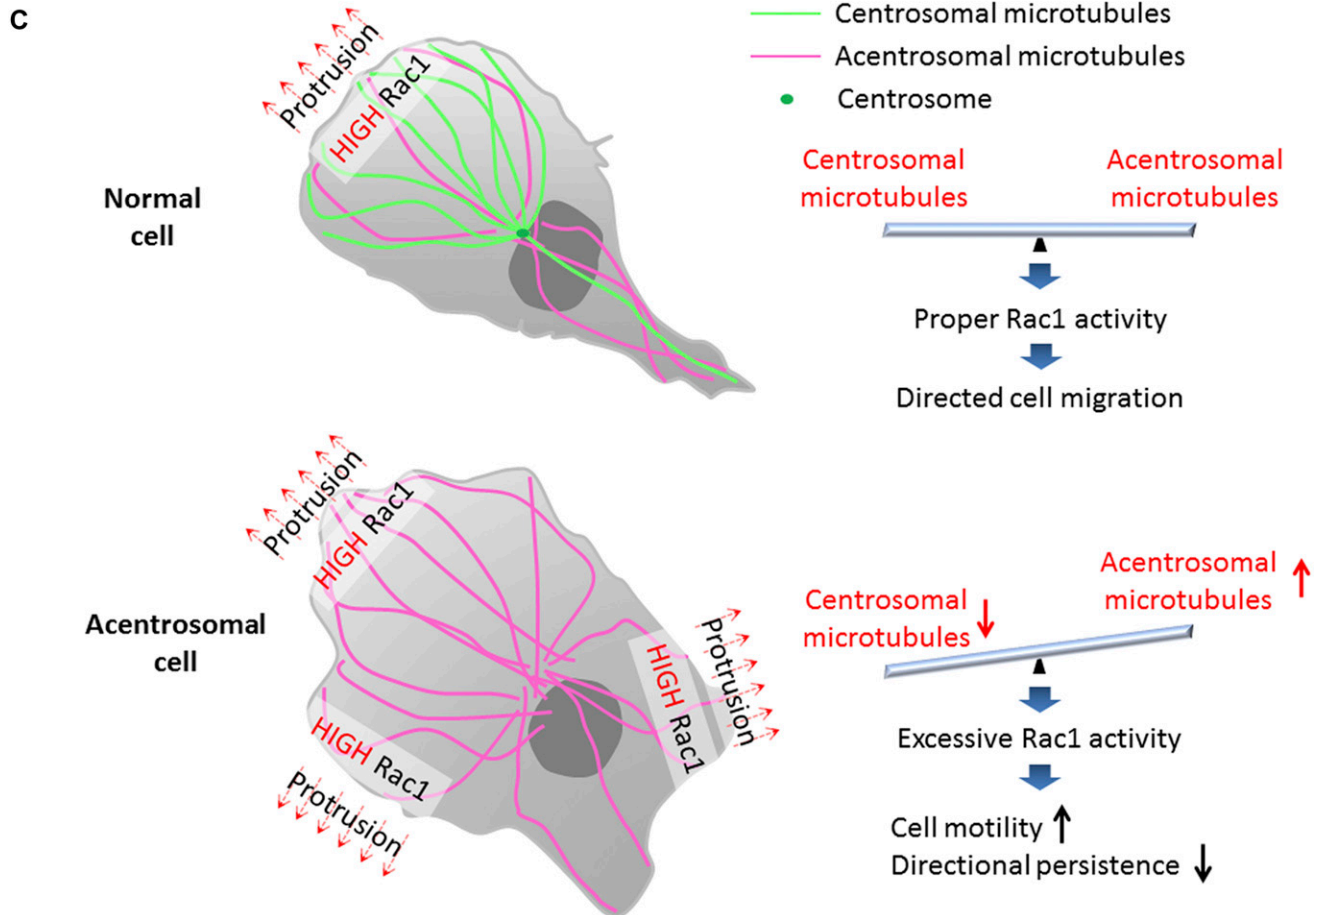 C
Centrosomal microtubules
Acentrosomal microtubules
Centrosome
Protrusion
HIGH Rac1
Normal
cell
Centrosomal
microtubules
Acentrosomal
microtubules
Proper Rac1 activity
Directed cell migration
Protrusion
HIGH Rac1
Acentrosomal
cell
HIGH Rac1
Protrusion
HIGH Rac1
Protrusion
Centrosomal
microtubules ↓
Acentrosomal
microtubules ↑
Excessive Rac1 activity
Cell motility ↑
Directional persistence ↓